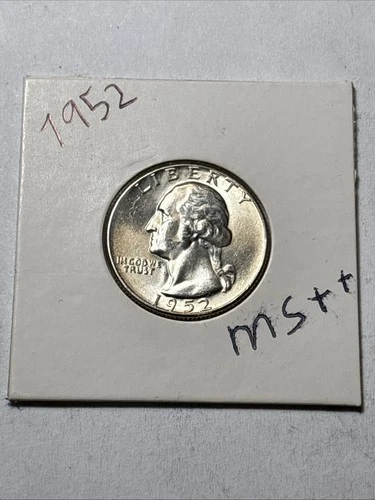 1952
LIBERTY
IN GOD WE
TRUST
1952
MS++